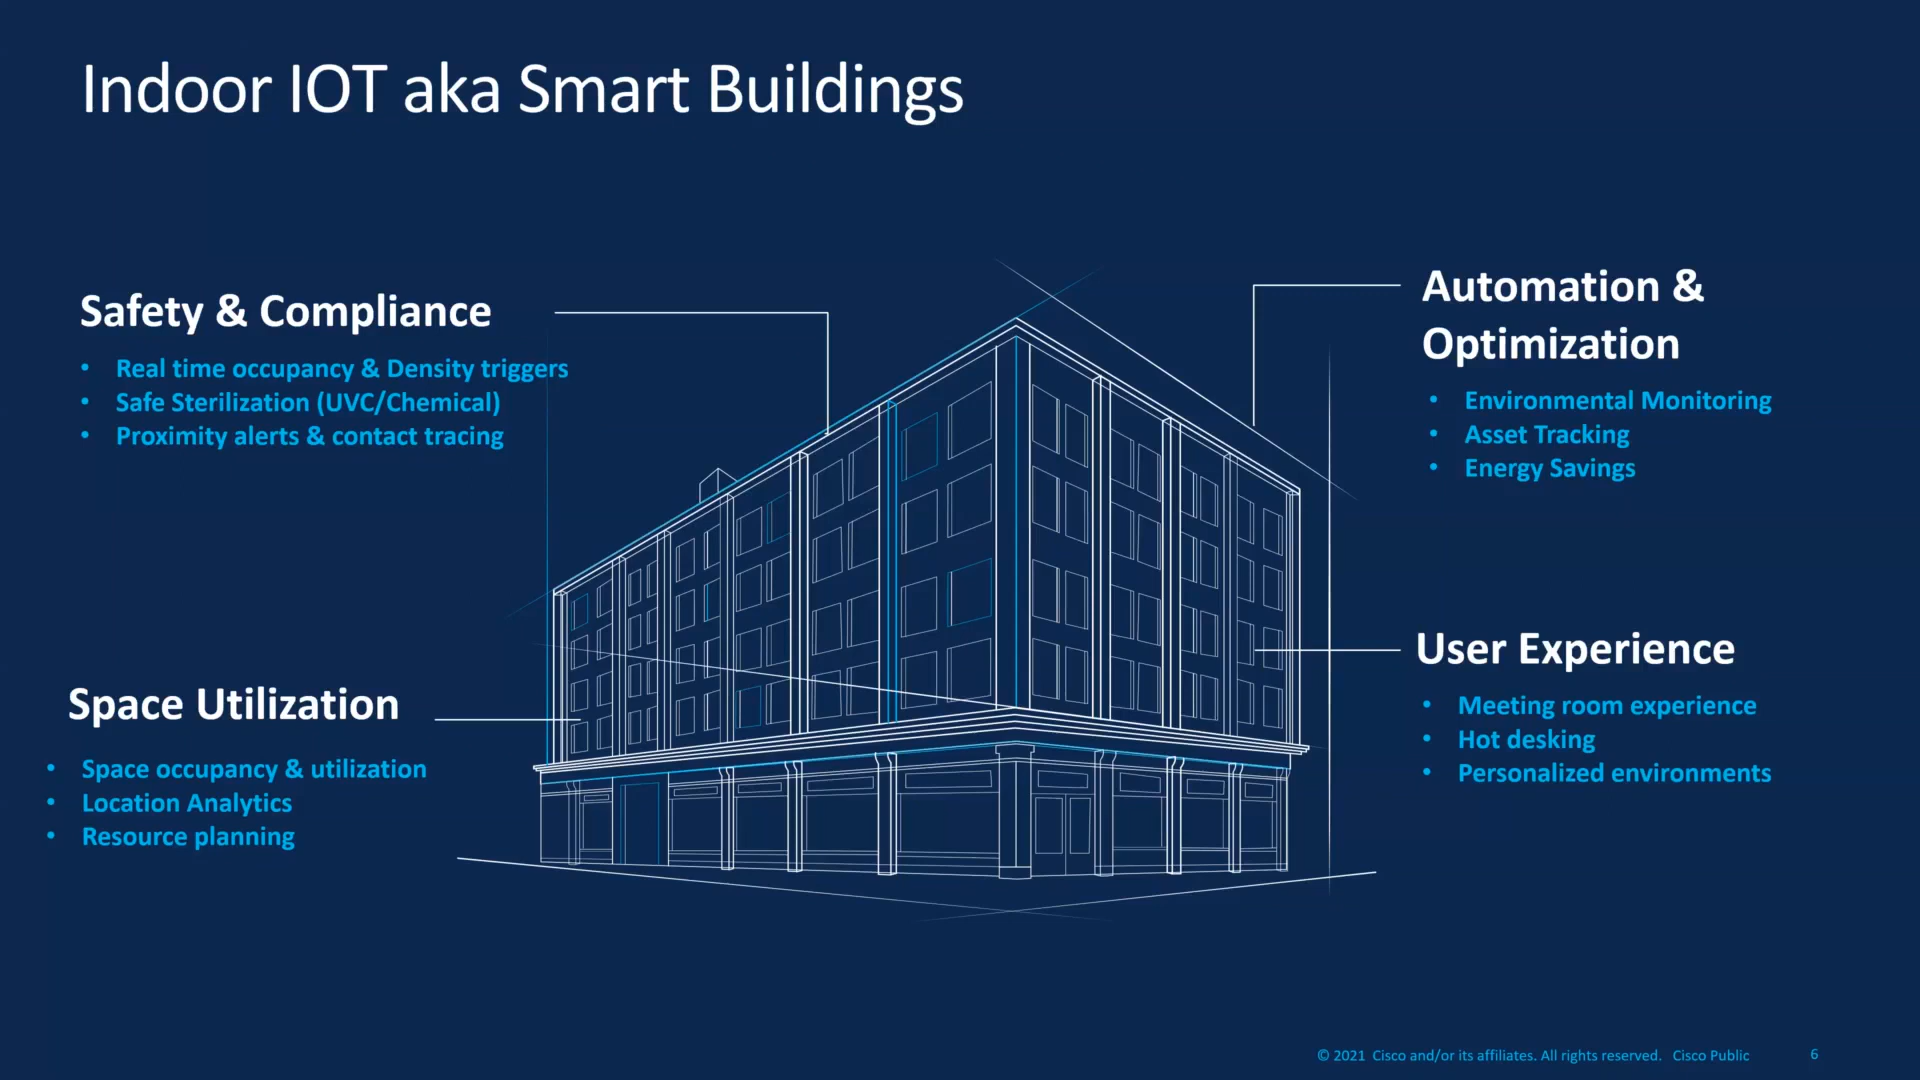 Indoor IOT aka Smart Buildings
Safety & Compliance
• Real time occupancy & Density triggers
• Safe Sterilization (UVC/Chemical)
• Proximity alerts & contact tracing
Automation &
Optimization
• Environmental Monitoring
• Asset Tracking
• Energy Savings
Space Utilization
• Space occupancy & utilization
• Location Analytics
• Resource planning
User Experience
• Meeting room experience
• Hot desking
• Personalized environments
© 2021 Cisco and/or its affiliates. All rights reserved. Cisco Public 6